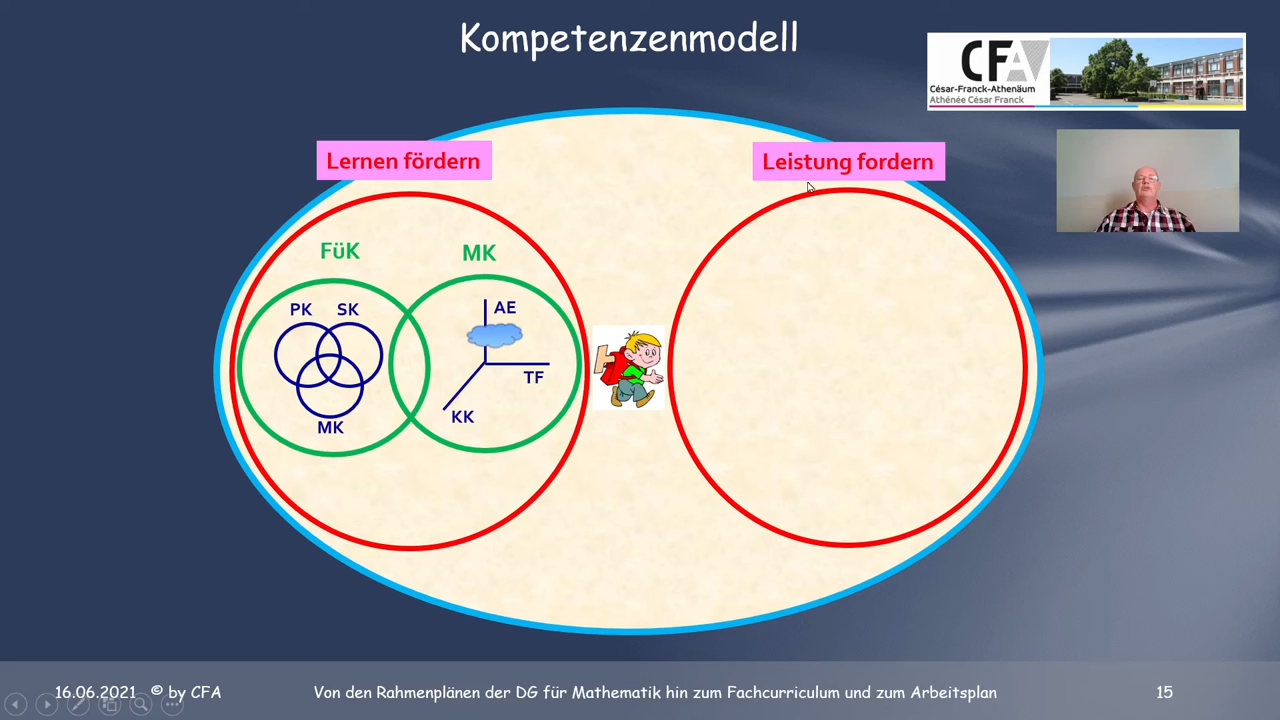 Kompetenzenmodell
CFA
César-Franck-Athenäum
Athénée César Franck
Lernen fördern
Leistung fordern
FüK
MK
PK
SK
MK
AE
TF
KK
16.06.2021 © by CFA
Von den Rahmenplänen der DG für Mathematik hin zum Fachcurriculum und zum Arbeitsplan
15